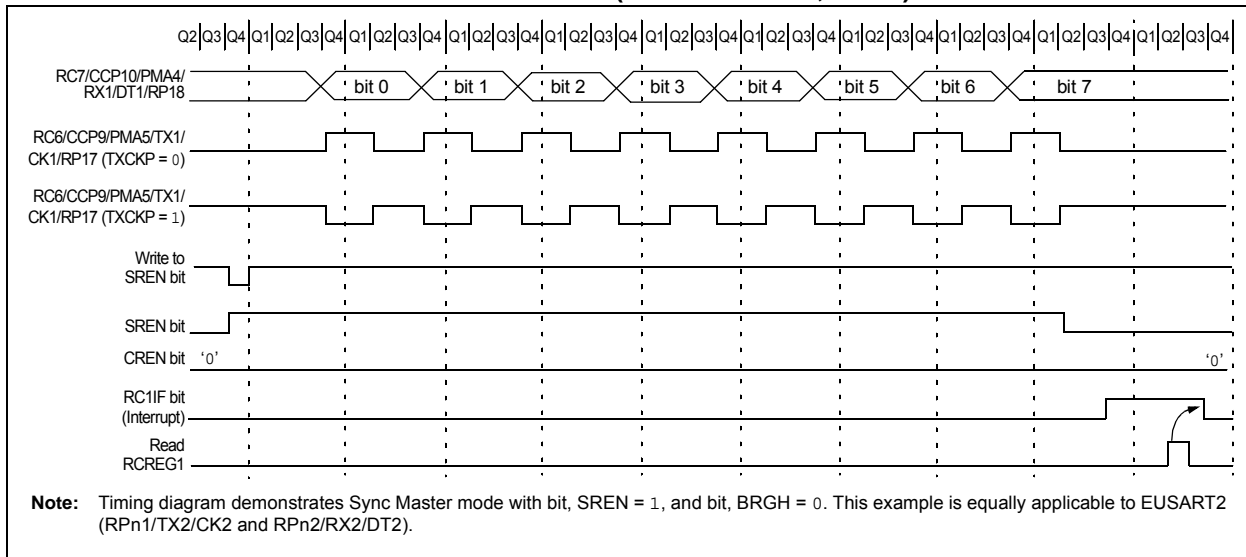 Q2 Q3 Q4 Q1 Q2 Q3 Q4 Q1 Q2 Q3 Q4 Q1 Q2 Q3 Q4 Q1 Q2 Q3 Q4 Q1 Q2 Q3 Q4 Q1 Q2 Q3 Q4 Q1 Q2 Q3 Q4 Q1 Q2 Q3 Q4 Q1 Q2 Q3 Q4 Q1 Q2 Q3 Q4
RC7/CCP10/PMA4/
RX1/DT1/RP18
bit 0 bit 1 bit 2 bit 3 bit 4 bit 5 bit 6 bit 7
RC6/CCP9/PMA5/TX1/
CK1/RP17 (TXCKP = 0)
RC6/CCP9/PMA5/TX1/
CK1/RP17 (TXCKP = 1)
Write to
SREN bit
SREN bit
CREN bit '0' '0'
RC1IF bit
(Interrupt)
Read
RCREG1
Note: Timing diagram demonstrates Sync Master mode with bit, SREN = 1, and bit, BRGH = 0. This example is equally applicable to EUSART2
(RPn1/TX2/CK2 and RPn2/RX2/DT2).